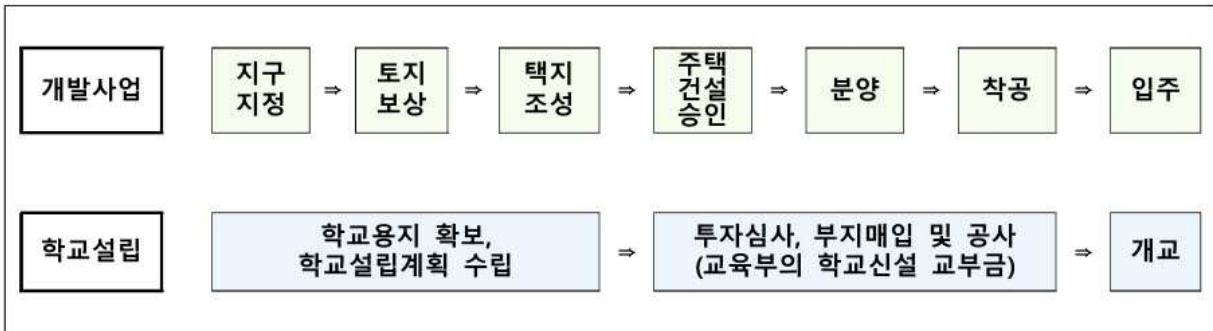 개발사업
지구
지정
⇒
토지
보상
⇒
택지
조성
⇒
주택
건설
승인
⇒
분양
⇒
착공
⇒
입주
학교설립
학교용지 확보,
학교설립계획 수립
⇒
투자심사, 부지매입 및 공사
(교육부의 학교신설 교부금)
⇒
개교